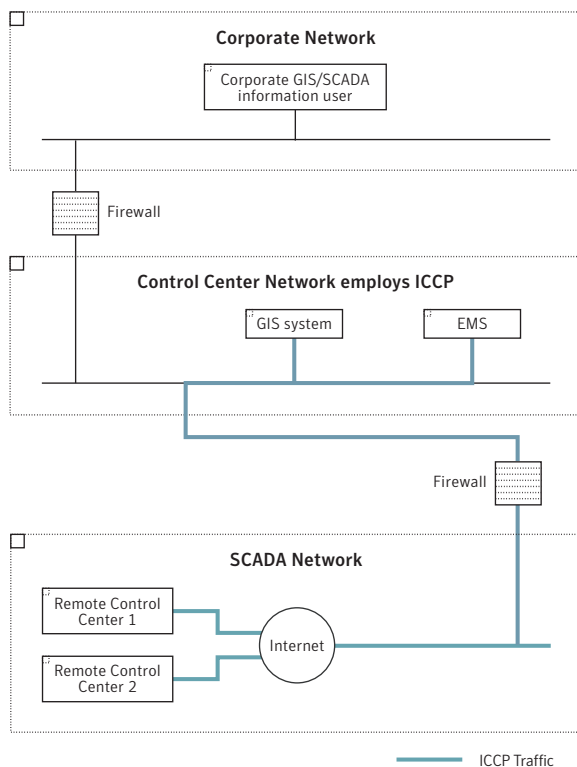 Corporate Network
Corporate GIS/SCADA
information user
Firewall
Control Center Network employs ICCP
GIS system
EMS
Firewall
SCADA Network
Remote Control
Center 1
Internet
Remote Control
Center 2
ICCP Traffic